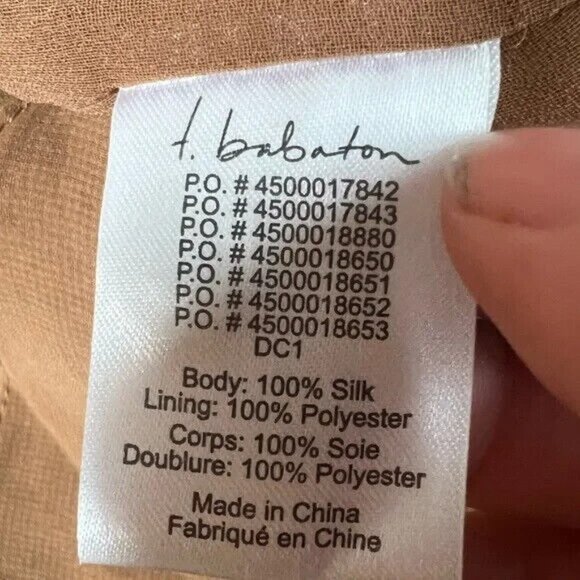 f. babaton
P.O. # 4500017842
P.O. # 4500017843
P.O. # 4500018880
P.O. # 4500018650
P.O. # 4500018651
P.O. # 4500018652
P.O. # 4500018653
DC1
Body: 100% Silk
Lining: 100% Polyester
Corps: 100% Soie
Doublure: 100% Polyester
Made in China
Fabriqué en Chine